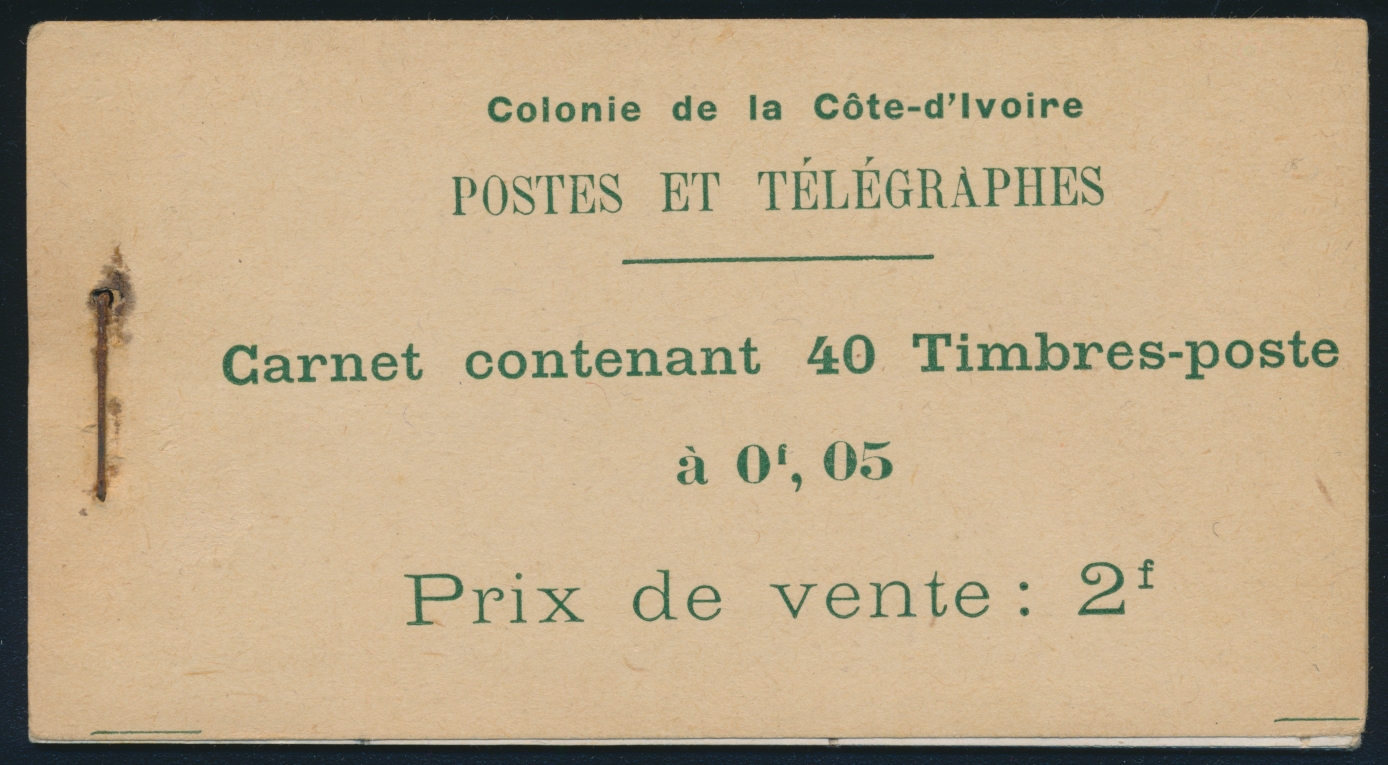 Colonie de la Côte-d'Ivoire
POSTES ET TÉLÉGRAPHES
Carnet contenant 40 Timbres-poste
à 0ᶠ, 05
Prix de vente : 2ᶠ